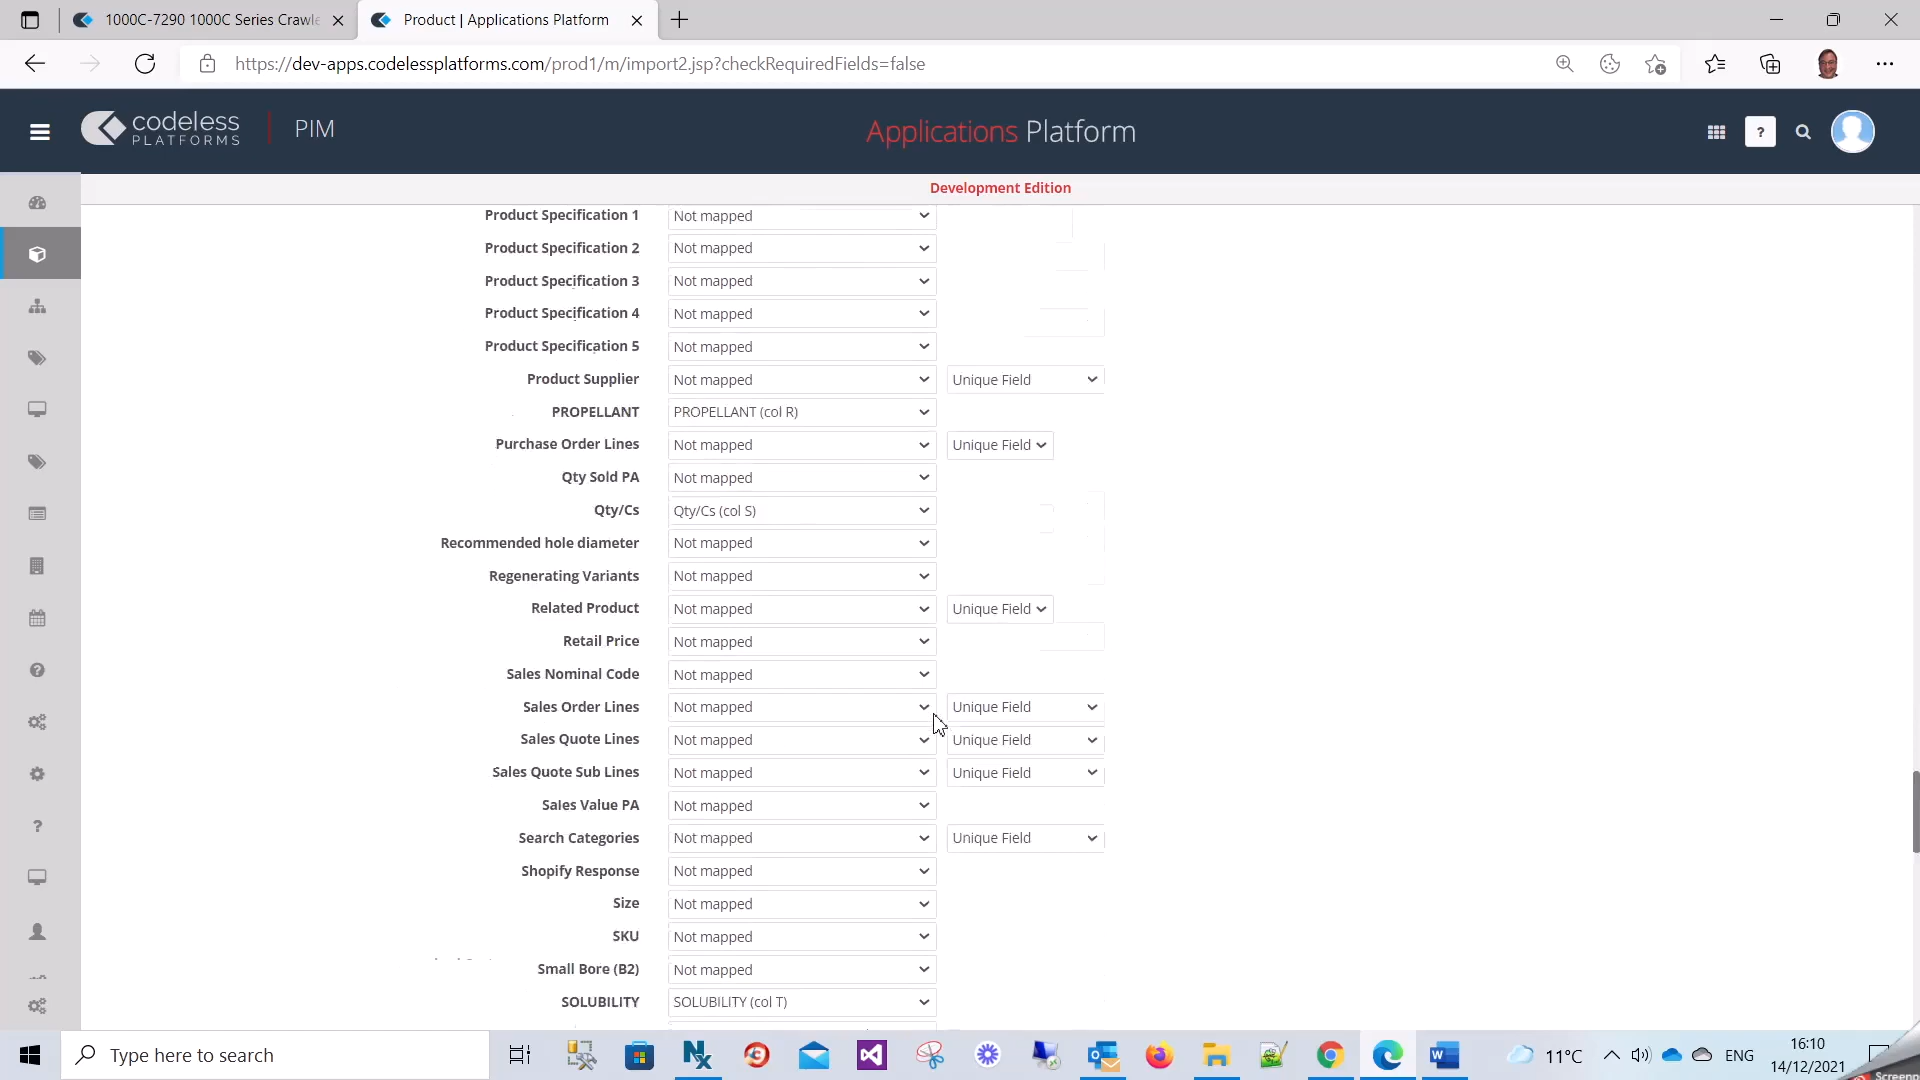 1000C-7290 1000C Series Crawle
Product | Applications Platform
https://dev-apps.codelessplatforms.com/prod1/m/import2.jsp?checkRequiredFields=false
codeless PLATFORMS
PIM
Applications Platform
?
Development Edition
Product Specification 1 Not mapped
Product Specification 2 Not mapped
Product Specification 3 Not mapped
Product Specification 4 Not mapped
Product Specification 5 Not mapped
Product Supplier Not mapped Unique Field
PROPELLANT PROPELLANT (col R)
Purchase Order Lines Not mapped Unique Field
Qty Sold PA Not mapped
Qty/Cs Qty/Cs (col S)
Recommended hole diameter Not mapped
Regenerating Variants Not mapped
Related Product Not mapped Unique Field
Retail Price Not mapped
Sales Nominal Code Not mapped
Sales Order Lines Not mapped Unique Field
Sales Quote Lines Not mapped Unique Field
Sales Quote Sub Lines Not mapped Unique Field
Sales Value PA Not mapped
Search Categories Not mapped Unique Field
Shopify Response Not mapped
Size Not mapped
SKU Not mapped
Small Bore (B2) Not mapped
SOLUBILITY SOLUBILITY (col T)
Type here to search
11°C
ENG
16:10
14/12/2021